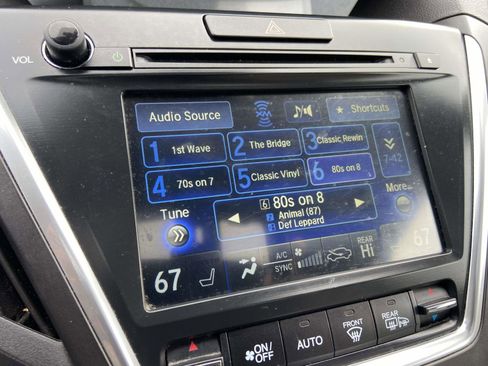 VOL
Audio Source
XM
Shortcuts
1 1st Wave
2 The Bridge
3 Classic Rewin
7-12
4 70s on 7
5 Classic Vinyl
6 80s on 8
Tune
6 80s on 8
More...
Animal (87)
Def Leppard
67
A/C
SYNC
REAR
Hi
67
ON/OFF
AUTO
FRONT
REAR